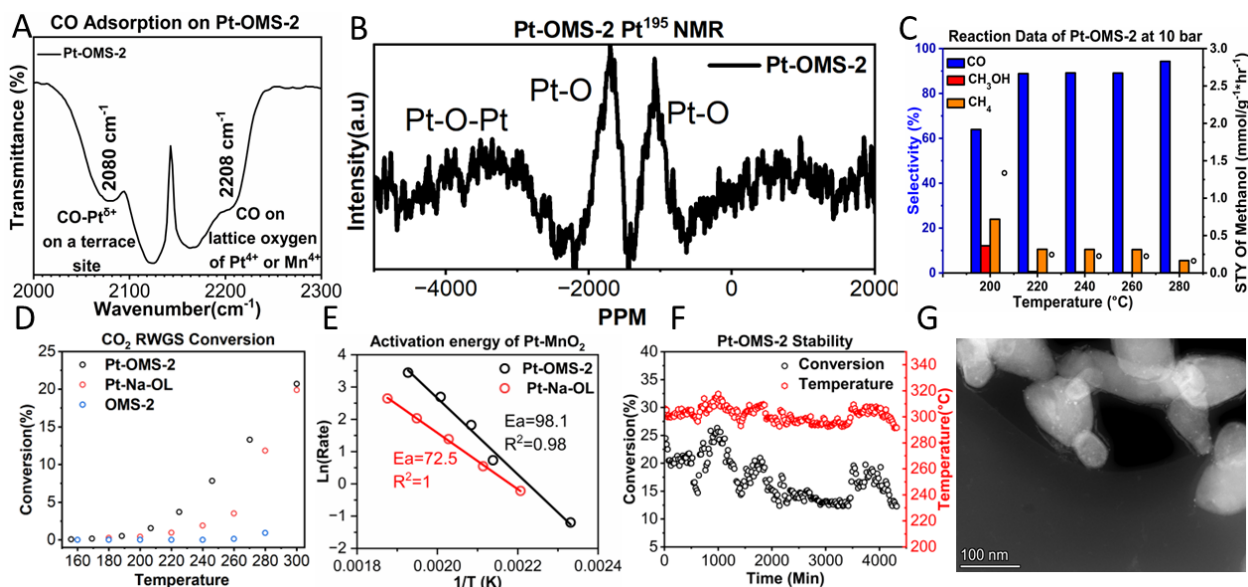 A
CO Adsorption on Pt-OMS-2
Pt-OMS-2
Transmittance (%)
2080 cm⁻¹
2208 cm⁻¹
CO-Ptᵟ⁺
on a terrace
site
CO on
lattice oxygen
of Pt⁴⁺ or Mn⁴⁺
2000 2100 2200 2300
Wavenumber(cm⁻¹)
B
Pt-OMS-2 Pt¹⁹⁵ NMR
Pt-OMS-2
Intensity(a.u)
Pt-O-Pt
Pt-O
Pt-O
−4000 −2000 0 2000
PPM
C
Reaction Data of Pt-OMS-2 at 10 bar
CO
CH₃OH
CH₄
Selectivity (%)
100
80
60
40
20
0
STY Of Methanol (mmol/g⁻¹*hr⁻¹)
3.0
2.5
2.0
1.5
1.0
0.5
0.0
200 220 240 260 280
Temperature (°C)
D
CO₂ RWGS Conversion
Pt-OMS-2
Pt-Na-OL
OMS-2
Conversion(%)
25
20
15
10
5
0
160 180 200 220 240 260 280 300
Temperature
E
Activation energy of Pt-MnO₂
Pt-OMS-2
Pt-Na-OL
Ea=98.1
R²=0.98
Ea=72.5
R²=1
Ln(Rate)
4
3
2
1
0
−1
−2
0.0018 0.0020 0.0022 0.0024
1/T (K)
F
Pt-OMS-2 Stability
Conversion
Temperature
Conversion(%)
40
35
30
25
20
15
10
5
Temperature(°C)
340
320
300
280
260
240
220
200
0 1000 2000 3000 4000
Time (Min)
G
100 nm